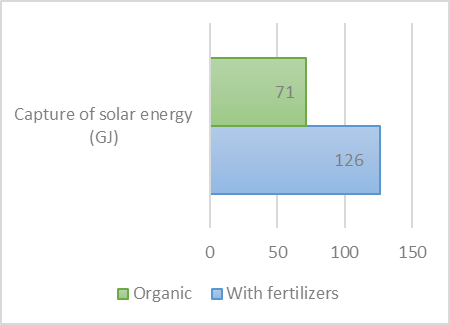 71
Capture of solar energy
(GJ)
126
0 50 100 150
Organic With fertilizers